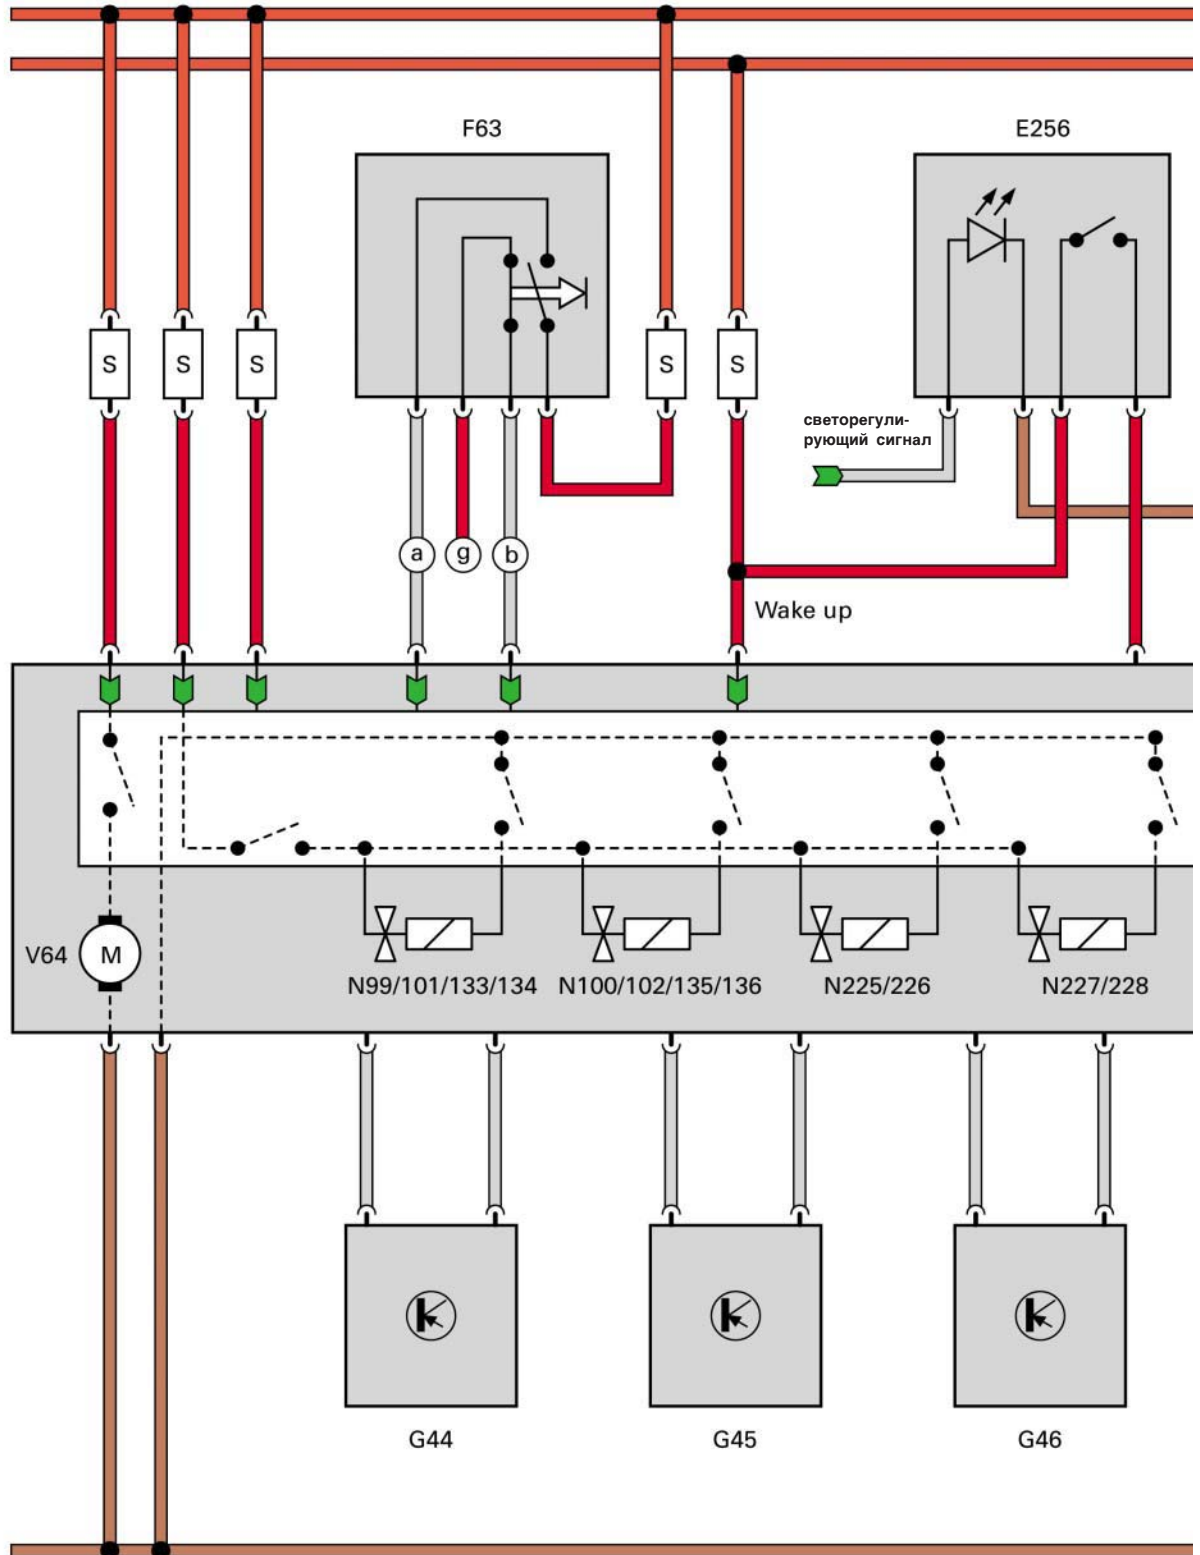 F63
E256
S
S
S
S
S
светорегули-
рующий сигнал
a
g
b
Wake up
V64
M
N99/101/133/134
N100/102/135/136
N225/226
N227/228
G44
G45
G46